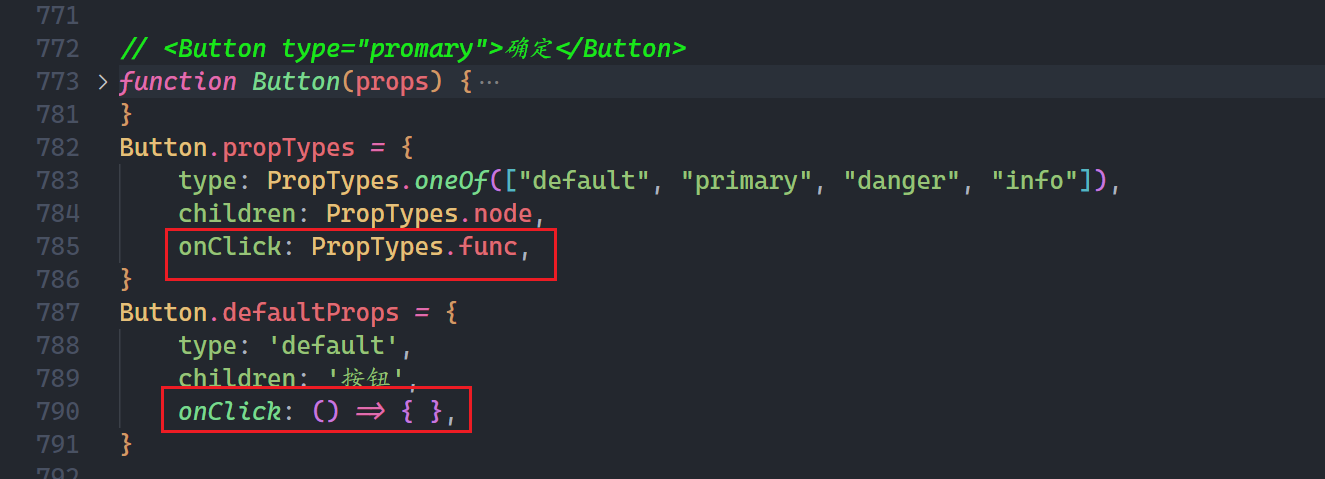 771
772 // <Button type="promary">确定</Button>
773 > function Button(props) {···
781 }
782 Button.propTypes = {
783 type: PropTypes.oneOf(["default", "primary", "danger", "info"]),
784 children: PropTypes.node,
785 onClick: PropTypes.func,
786 }
787 Button.defaultProps = {
788 type: 'default',
789 children: '按钮',
790 onClick: () => { },
791 }
792